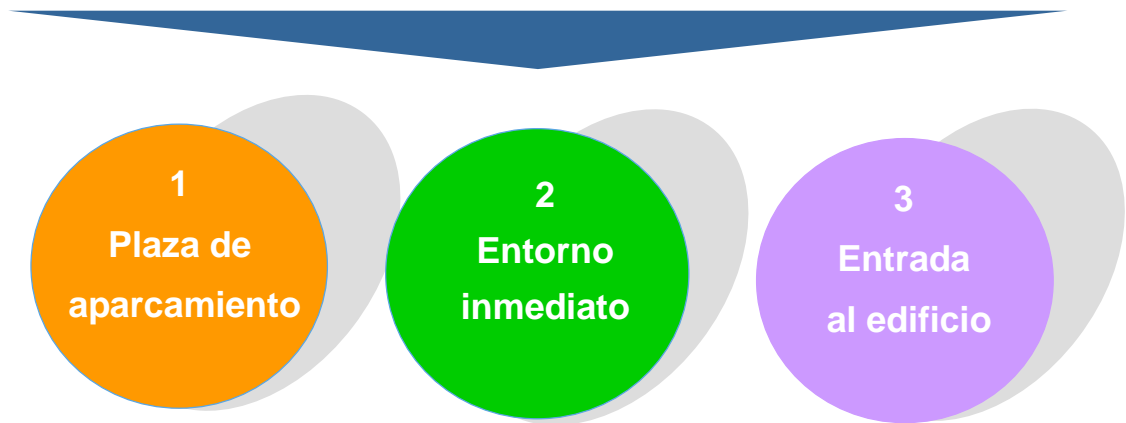 1
Plaza de
aparcamiento
2
Entorno
inmediato
3
Entrada
al edificio